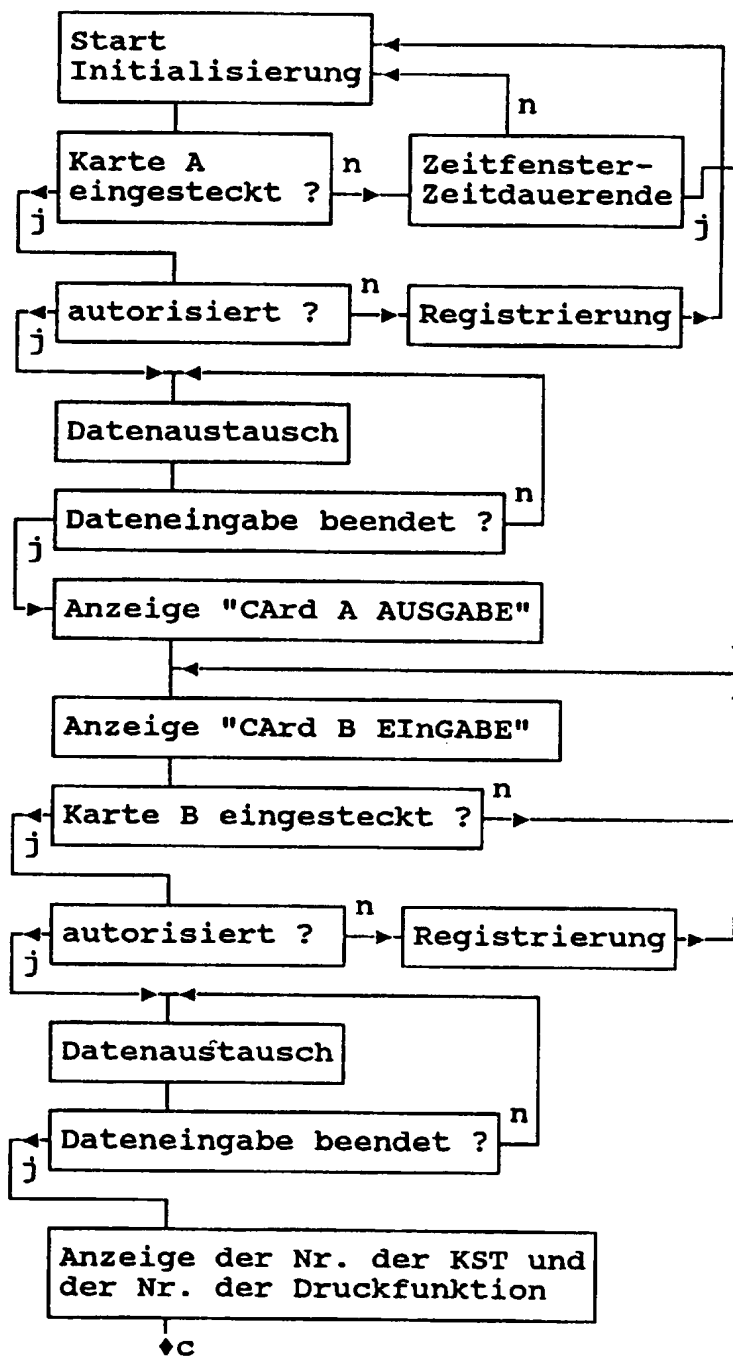 Start
Initialisierung
n
Karte A
eingesteckt ?
n
Zeitfenster-
Zeitdauerende
j
j
autorisiert ?
n
Registrierung
j
Datenaustausch
Dateneingabe beendet ?
n
j
Anzeige "CArd A AUSGABE"
Anzeige "CArd B EInGABE"
Karte B eingesteckt ?
n
j
autorisiert ?
n
Registrierung
j
Datenaustausch
Dateneingabe beendet ?
n
j
Anzeige der Nr. der KST und
der Nr. der Druckfunktion
♦c